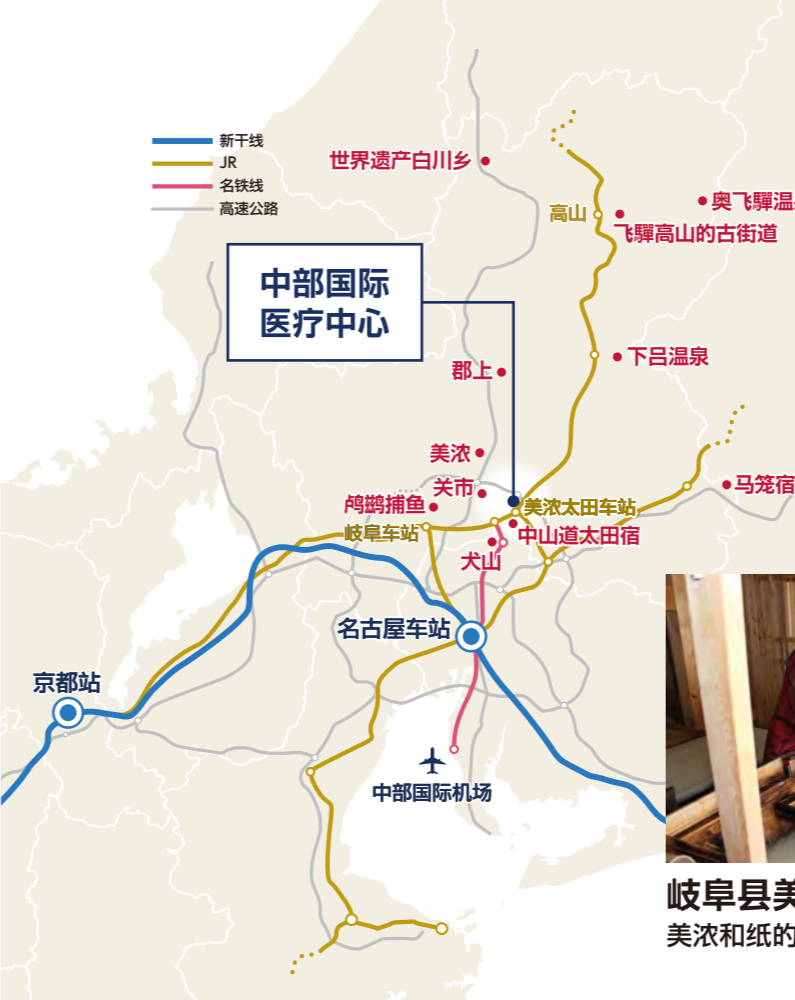 新干线
JR
名铁线
高速公路
世界遗产白川乡
高山
奥飞驒温
飞驒高山的古街道
中部国际
医疗中心
下吕温泉
郡上
美浓
关市
马笼宿
鸬鹚捕鱼
美浓太田车站
岐阜车站
中山道太田宿
犬山
名古屋车站
京都站
中部国际机场
岐阜县美
美浓和纸的